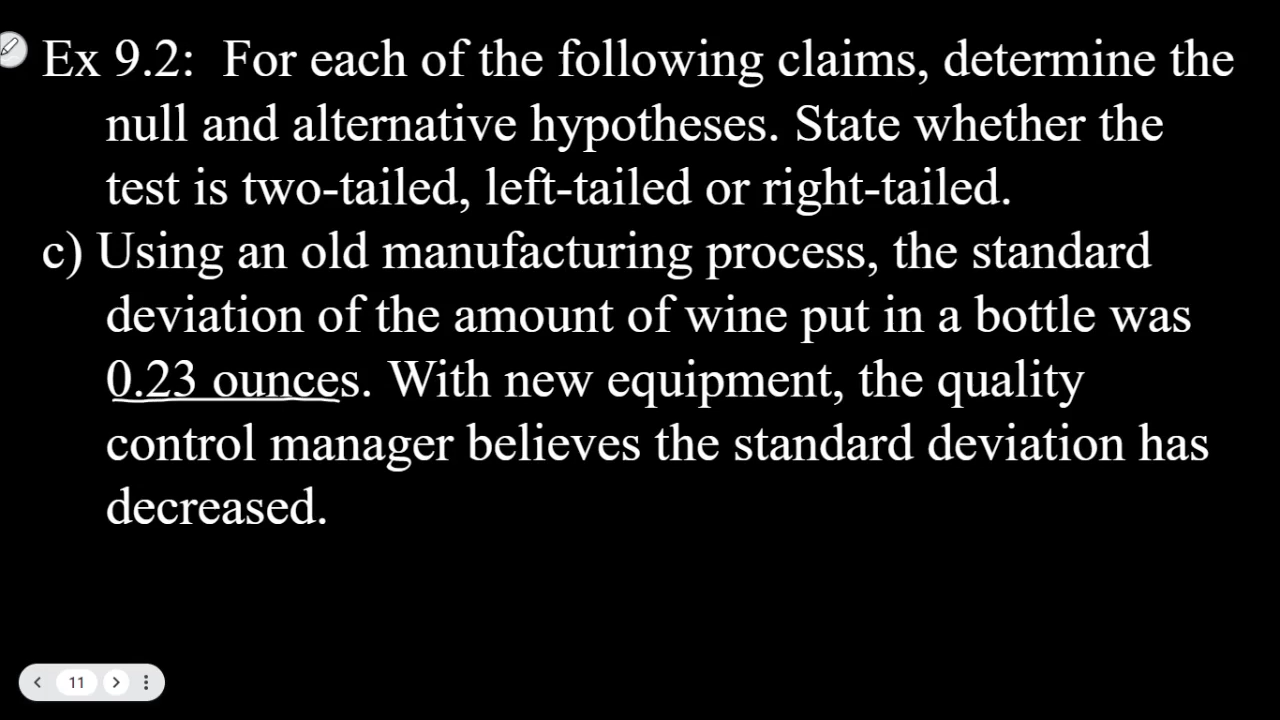 Ex 9.2:  For each of the following claims, determine the
null and alternative hypotheses. State whether the
test is two-tailed, left-tailed or right-tailed.
c) Using an old manufacturing process, the standard
deviation of the amount of wine put in a bottle was
0.23 ounces. With new equipment, the quality
control manager believes the standard deviation has
decreased.
11